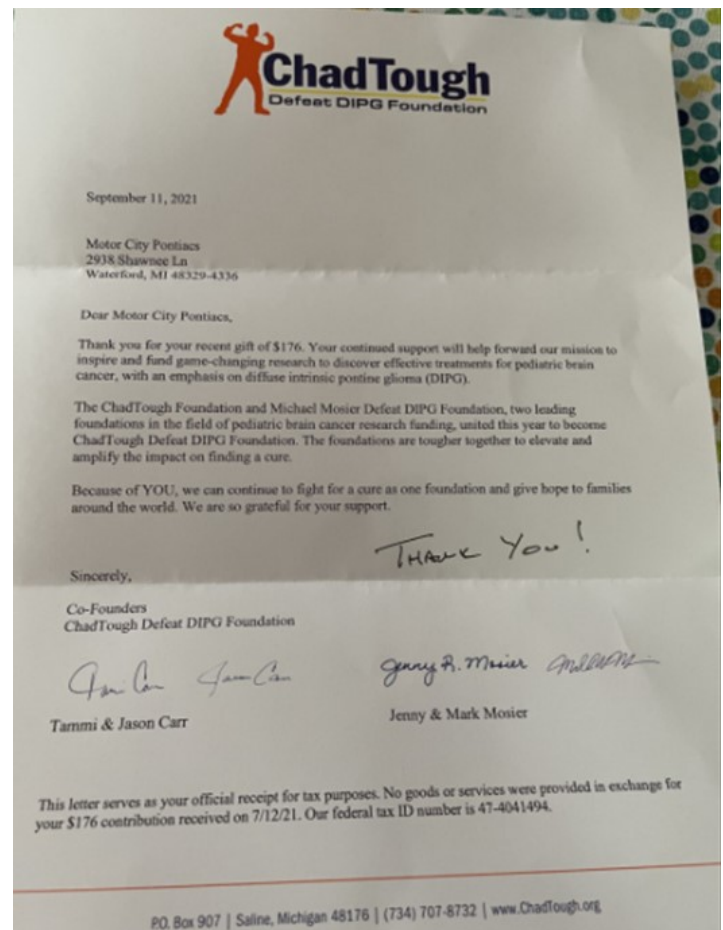 ChadTough
Defeat DIPG Foundation
September 11, 2021
Motor City Pontiacs
2938 Shawnee Ln
Waterford, MI 48329-4336
Dear Motor City Pontiacs,
Thank you for your recent gift of $176. Your continued support will help forward our mission to
inspire and fund game-changing research to discover effective treatments for pediatric brain
cancer, with an emphasis on diffuse intrinsic pontine glioma (DIPG).
The ChadTough Foundation and Michael Mosier Defeat DIPG Foundation, two leading
foundations in the field of pediatric brain cancer research funding, united this year to become
ChadTough Defeat DIPG Foundation. The foundations are tougher together to elevate and
amplify the impact on finding a cure.
Because of YOU, we can continue to fight for a cure as one foundation and give hope to families
around the world. We are so grateful for your support.
THANK YOU!
Sincerely,
Co-Founders
ChadTough Defeat DIPG Foundation
Jenny R. Mosier
Tammi & Jason Carr
Jenny & Mark Mosier
This letter serves as your official receipt for tax purposes. No goods or services were provided in exchange for
your $176 contribution received on 7/12/21. Our federal tax ID number is 47-4041494.
P.O. Box 907 | Saline, Michigan 48176 | (734) 707-8732 | www.ChadTough.org